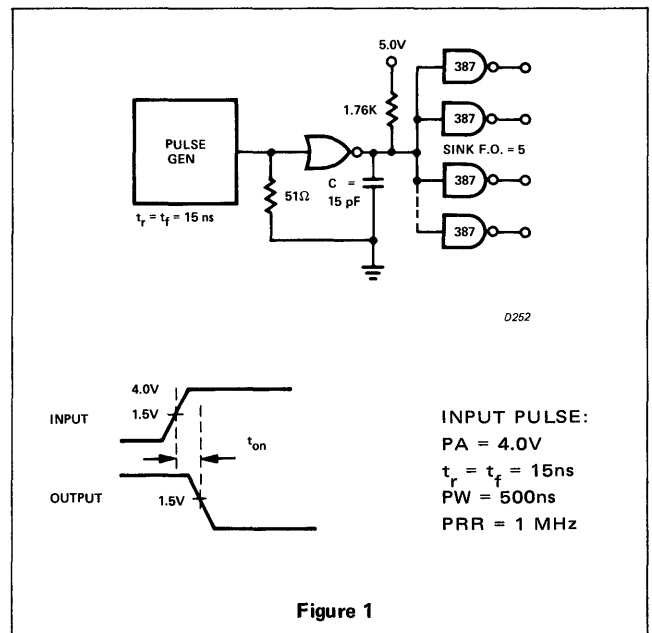 5.0V
387
1.76K
387
PULSE
GEN
SINK F.O. = 5
51Ω
C =
15 pF
387
t_r = t_f = 15 ns
387
D252
4.0V
INPUT
1.5V
t_on
OUTPUT
1.5V
INPUT PULSE:
PA = 4.0V
t_r = t_f = 15ns
PW = 500ns
PRR = 1 MHz
Figure 1